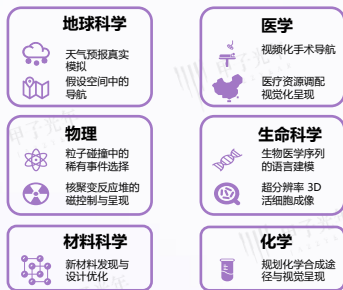 地球科学
天气预报真实
模拟
假设空间中的
导航
医学
视频化手术导航
医疗资源调配
视觉化呈现
物理
粒子碰撞中的
稀有事件选择
核聚变反应堆的
磁控制与呈现
生命科学
生物医学序列
的语言建模
超分辨率 3D
活细胞成像
材料科学
新材料发现与
设计优化
化学
规划化学合成途
径与视觉呈现
甲子光年